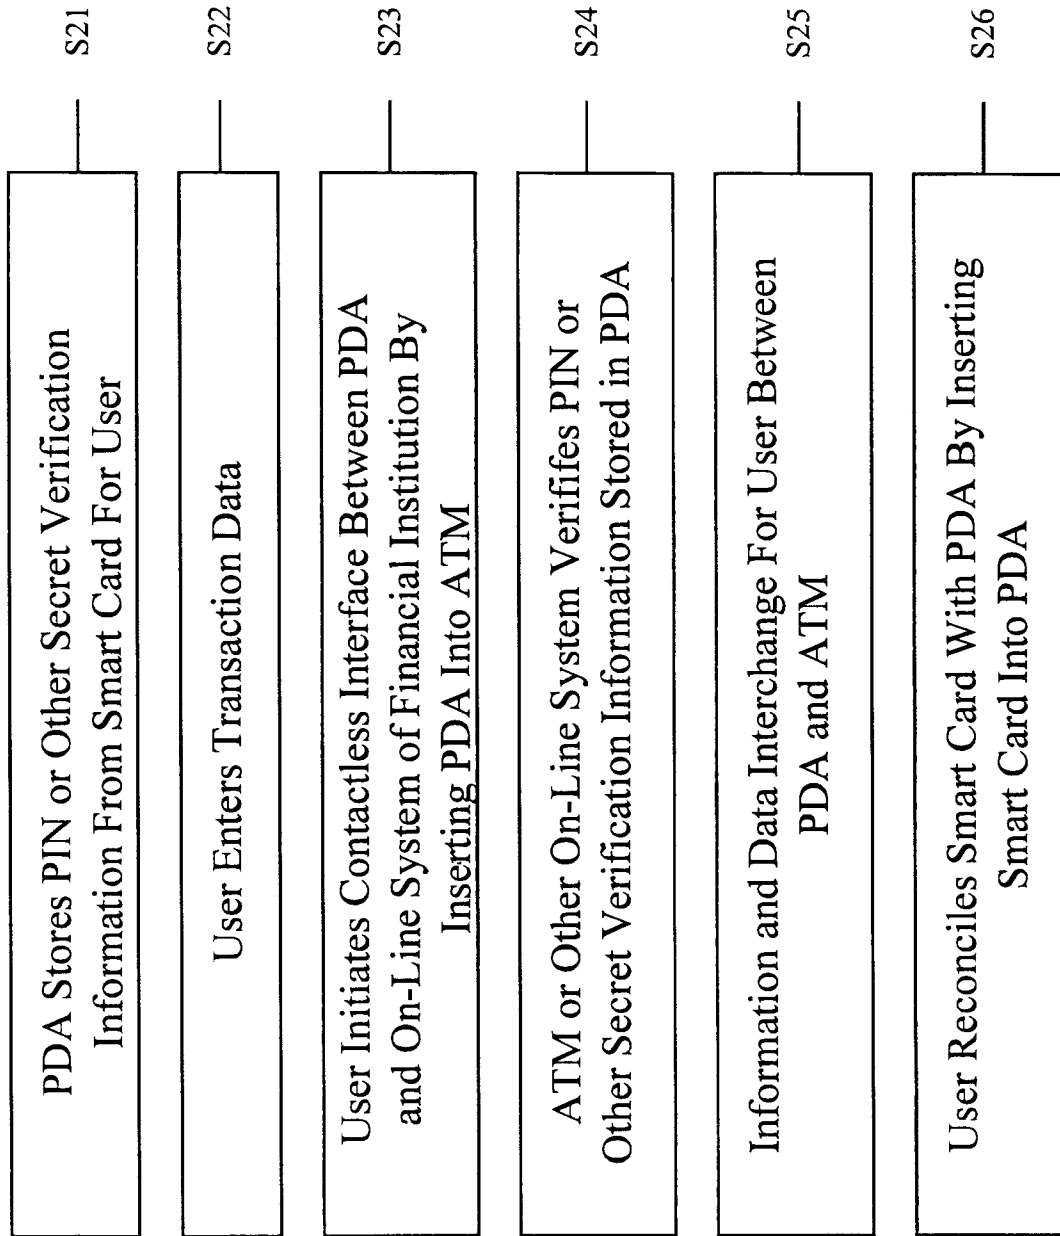 PDA Stores PIN or Other Secret Verification
Information From Smart Card For User
S21
User Enters Transaction Data
S22
User Initiates Contactless Interface Between PDA
and On-Line System of Financial Institution By
Inserting PDA Into ATM
S23
ATM or Other On-Line System Verififes PIN or
Other Secret Verification Information Stored in PDA
S24
Information and Data Interchange For User Between
PDA and ATM
S25
User Reconciles Smart Card With PDA By Inserting
Smart Card Into PDA
S26